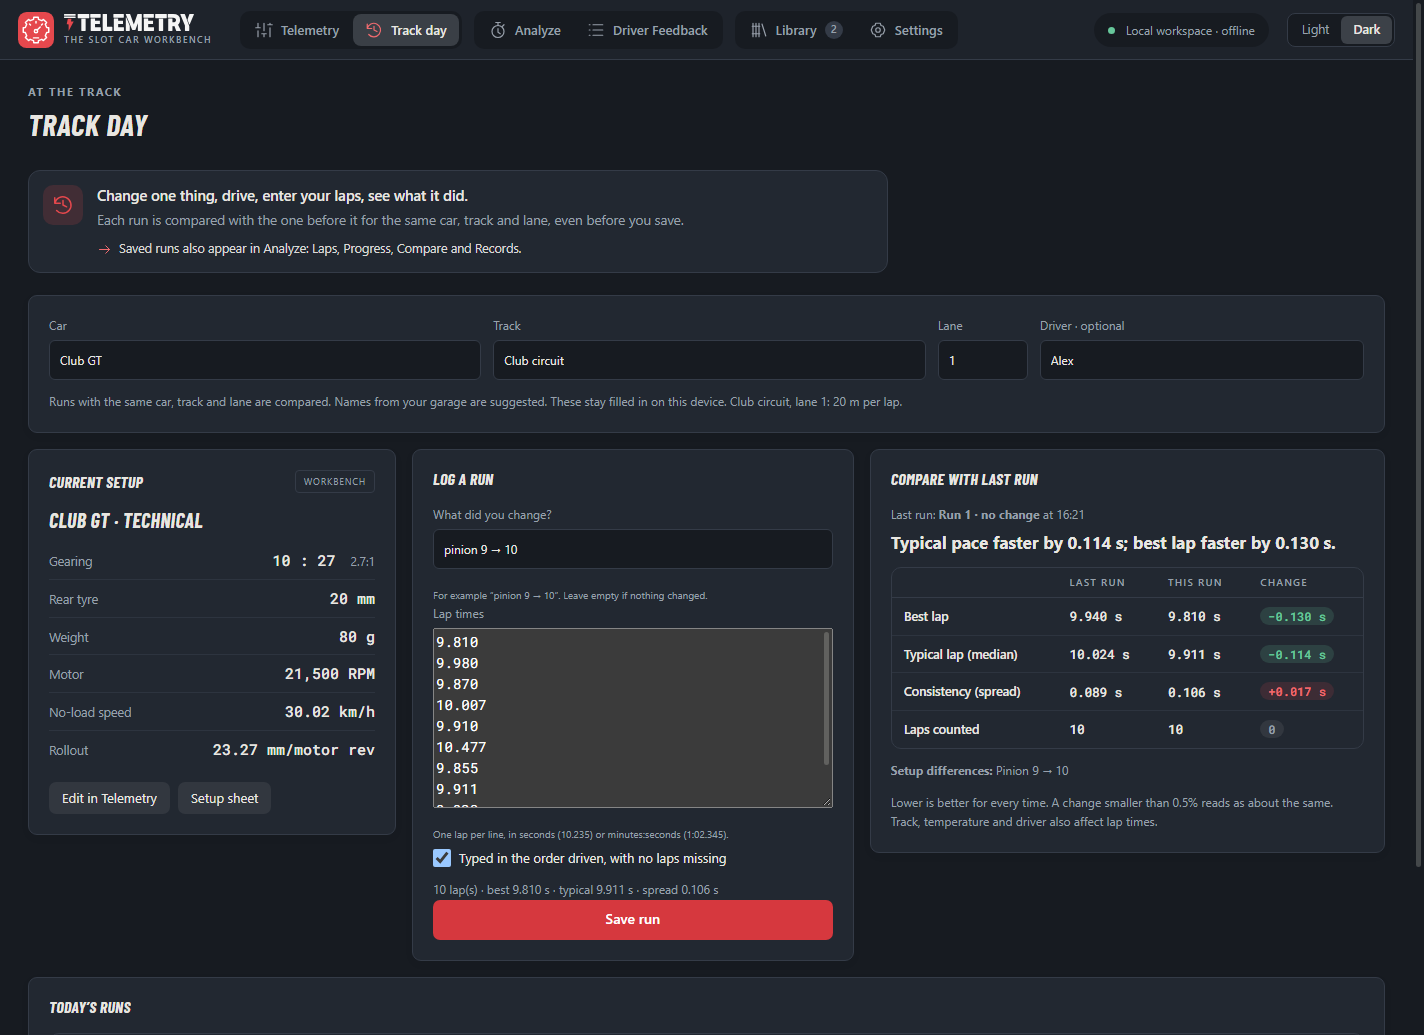 TELEMETRY
THE SLOT CAR WORKBENCH
Telemetry
Track day
Analyze
Driver Feedback
Library 2
Settings
Local workspace · offline
Light
Dark
AT THE TRACK
TRACK DAY
Change one thing, drive, enter your laps, see what it did.
Each run is compared with the one before it for the same car, track and lane, even before you save.
→ Saved runs also appear in Analyze: Laps, Progress, Compare and Records.
Car
Track
Lane
Driver · optional
Club GT
Club circuit
1
Alex
Runs with the same car, track and lane are compared. Names from your garage are suggested. These stay filled in on this device. Club circuit, lane 1: 20 m per lap.
CURRENT SETUP
WORKBENCH
CLUB GT · TECHNICAL
Gearing 10 : 27 2.7:1
Rear tyre 20 mm
Weight 80 g
Motor 21,500 RPM
No-load speed 30.02 km/h
Rollout 23.27 mm/motor rev
Edit in Telemetry
Setup sheet
LOG A RUN
What did you change?
pinion 9 → 10
For example "pinion 9 → 10". Leave empty if nothing changed.
Lap times
9.810
9.980
9.870
10.007
9.910
10.477
9.855
9.911
One lap per line, in seconds (10.235) or minutes:seconds (1:02.345).
Typed in the order driven, with no laps missing
10 lap(s) · best 9.810 s · typical 9.911 s · spread 0.106 s
Save run
COMPARE WITH LAST RUN
Last run: Run 1 · no change at 16:21
Typical pace faster by 0.114 s; best lap faster by 0.130 s.
LAST RUN THIS RUN CHANGE
Best lap 9.940 s 9.810 s -0.130 s
Typical lap (median) 10.024 s 9.911 s -0.114 s
Consistency (spread) 0.089 s 0.106 s +0.017 s
Laps counted 10 10 0
Setup differences: Pinion 9 → 10
Lower is better for every time. A change smaller than 0.5% reads as about the same.
Track, temperature and driver also affect lap times.
TODAY'S RUNS